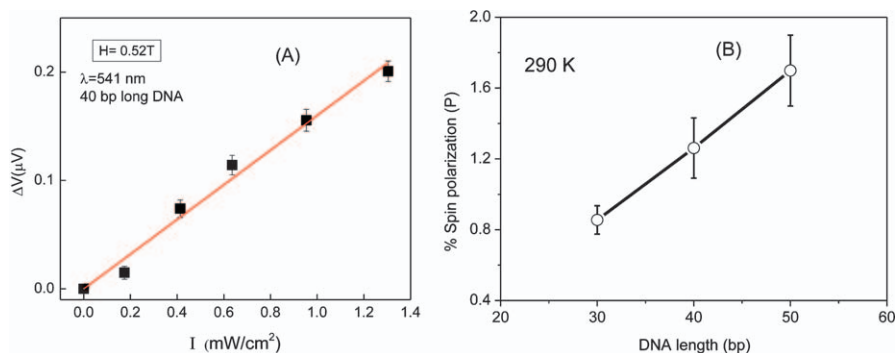 H= 0.52T
(A)
λ=541 nm
40 bp long DNA
ΔV(μV)
0.2
0.1
0.0
0.0 0.2 0.4 0.6 0.8 1.0 1.2 1.4
I (mW/cm²)
290 K
(B)
% Spin polarization (P)
2.0
1.6
1.2
0.8
0.4
20 30 40 50 60
DNA length (bp)